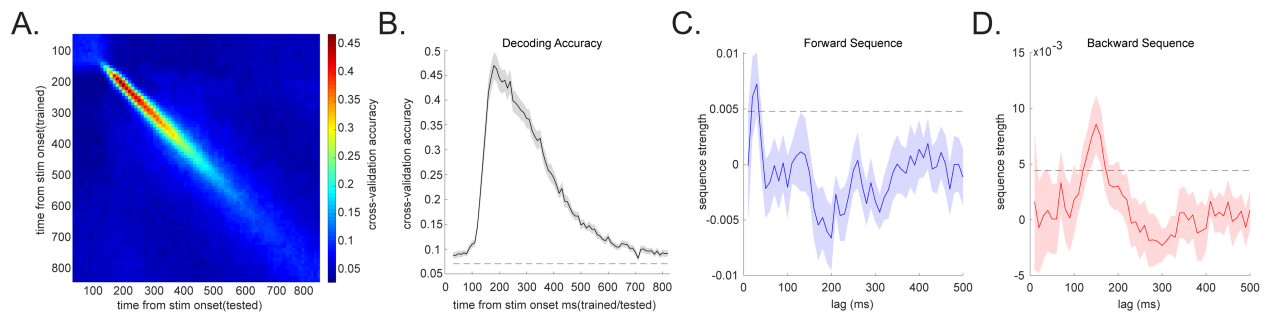 A.
time from stim onset(trained)
100
200
300
400
500
600
700
800
100 200 300 400 500 600 700 800
time from stim onset(tested)
0.45
0.4
0.35
0.3
0.25
0.2
0.15
0.1
0.05
cross-validation accuracy
B.
Decoding Accuracy
cross-validation accuracy
0.5
0.45
0.4
0.35
0.3
0.25
0.2
0.15
0.1
0.05
0 100 200 300 400 500 600 700 800
time from stim onset ms(trained/tested)
C.
Forward Sequence
sequence strength
0.01
0.005
0
-0.005
-0.01
0 100 200 300 400 500
lag (ms)
D.
Backward Sequence
15 ×10-3
sequence strength
10
5
0
-5
0 100 200 300 400 500
lag (ms)